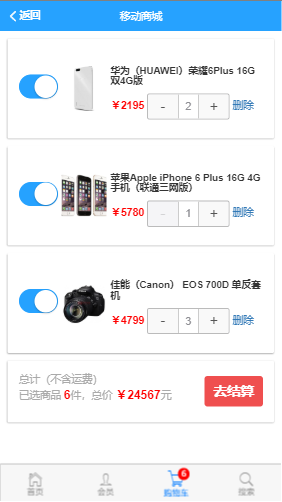 返回 移动商城
华为（HUAWEI）荣耀6Plus 16G
双4G版
￥2195 - 2 + 删除
苹果Apple iPhone 6 Plus 16G 4G
手机（联通三网版）
￥5780 - 1 + 删除
佳能（Canon） EOS 700D 单反套
机
￥4799 - 3 + 删除
总计（不含运费）
已选商品 6件，总价 ￥24567元
去结算
6
首页 会员 购物车 搜索